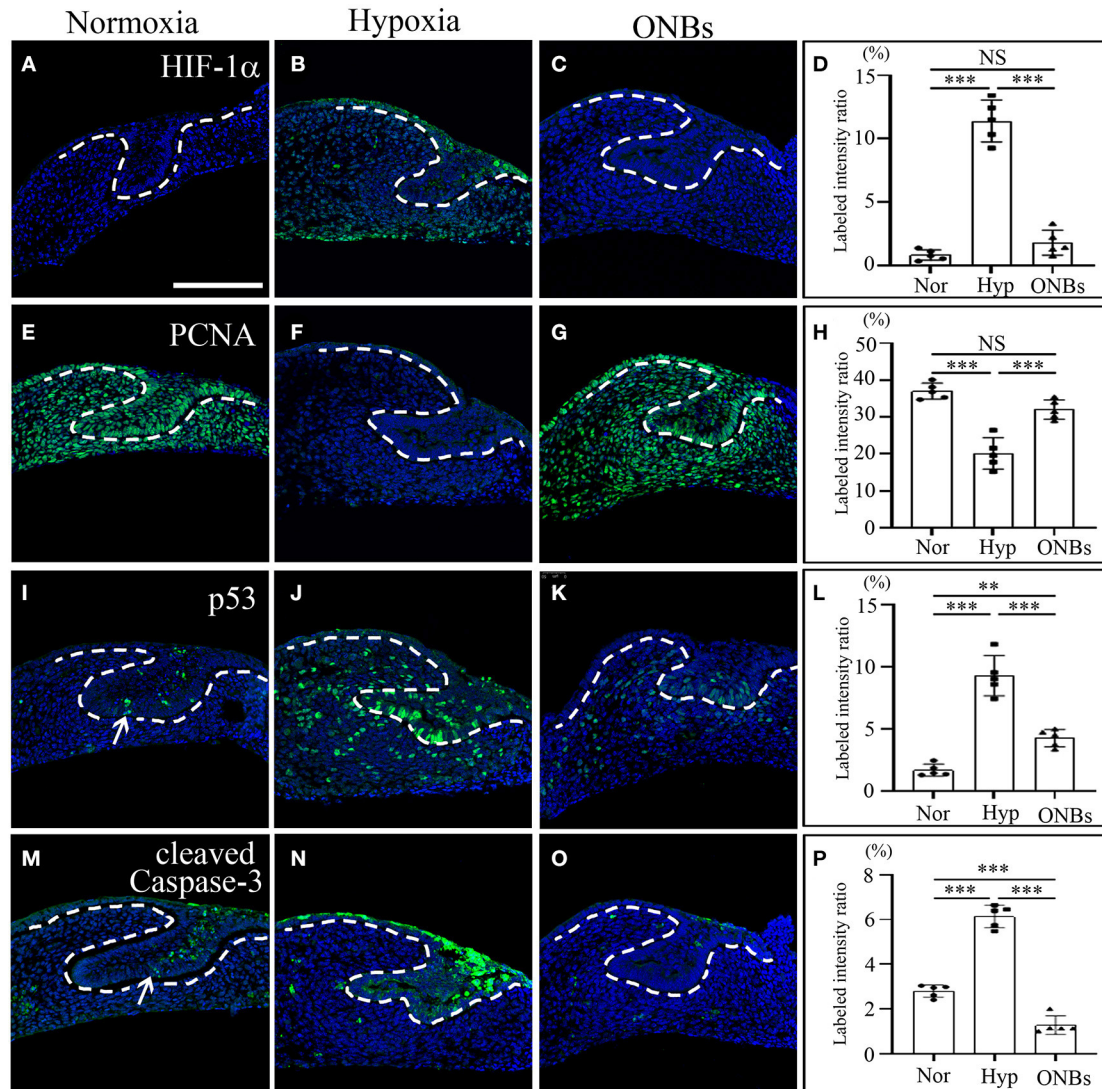 Normoxia
Hypoxia
ONBs
A
HIF-1α
B
C
D
(%)
NS
***
***
15
10
5
0
Labeled intensity ratio
Nor
Hyp
ONBs
E
PCNA
F
G
H
(%)
NS
***
***
50
40
30
20
10
0
Labeled intensity ratio
Nor
Hyp
ONBs
I
p53
J
K
L
(%)
**
***
***
15
10
5
0
Labeled intensity ratio
Nor
Hyp
ONBs
M
cleaved
Caspase-3
N
O
P
(%)
***
***
***
8
6
4
2
0
Labeled intensity ratio
Nor
Hyp
ONBs